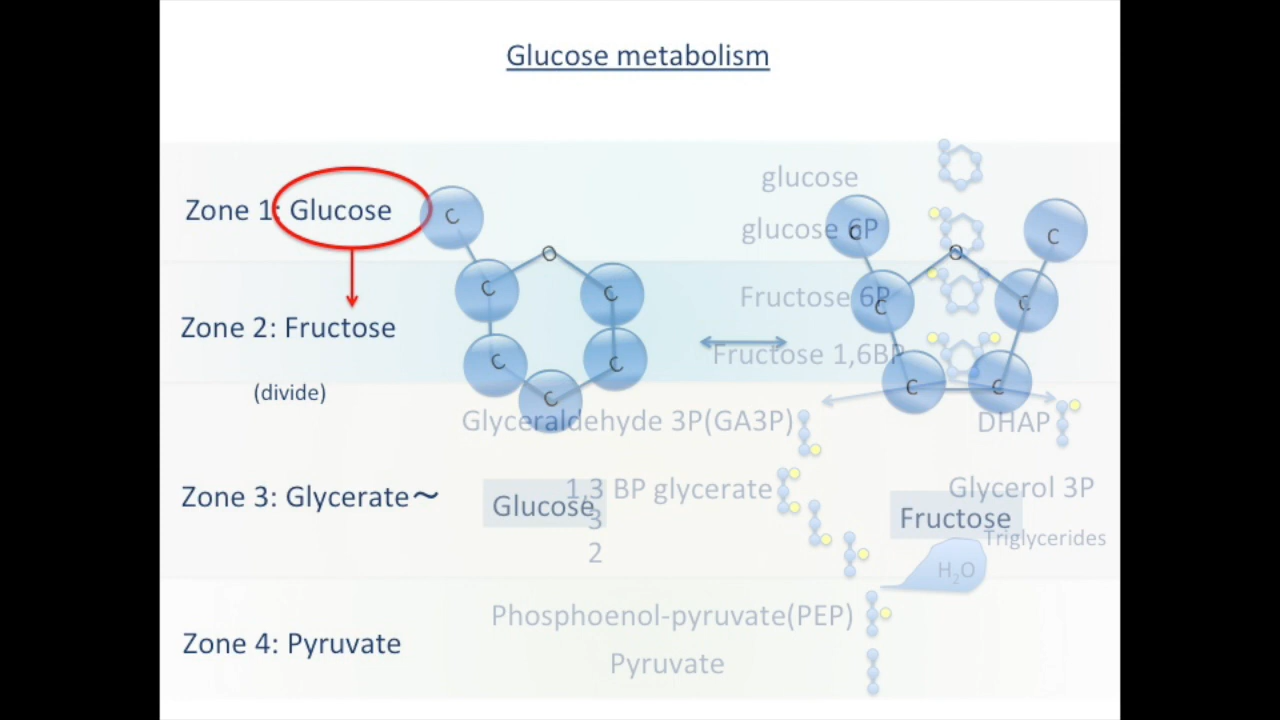 Glucose metabolism
glucose
Zone 1: Glucose
glucose 6P
Fructose 6P
Zone 2: Fructose
Fructose 1,6BP
(divide)
Glyceraldehyde 3P(GA3P)
DHAP
Zone 3: Glycerate～
1,3 BP glycerate
Glycerol 3P
Glucose
3
Fructose
Triglycerides
2
H₂O
Phosphoenol-pyruvate(PEP)
Zone 4: Pyruvate
Pyruvate
C
O
C
C
C
C
C
C
C
O
C
C
C
C